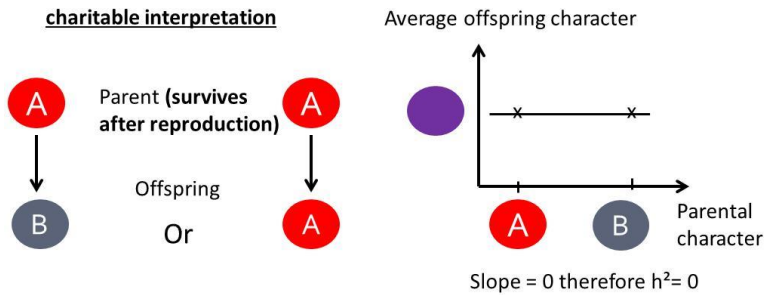 charitable interpretation
A
Parent (survives
after reproduction)
A
B
Offspring
Or
A
Average offspring character
x
x
A
B
Parental
character
Slope = 0 therefore h²= 0